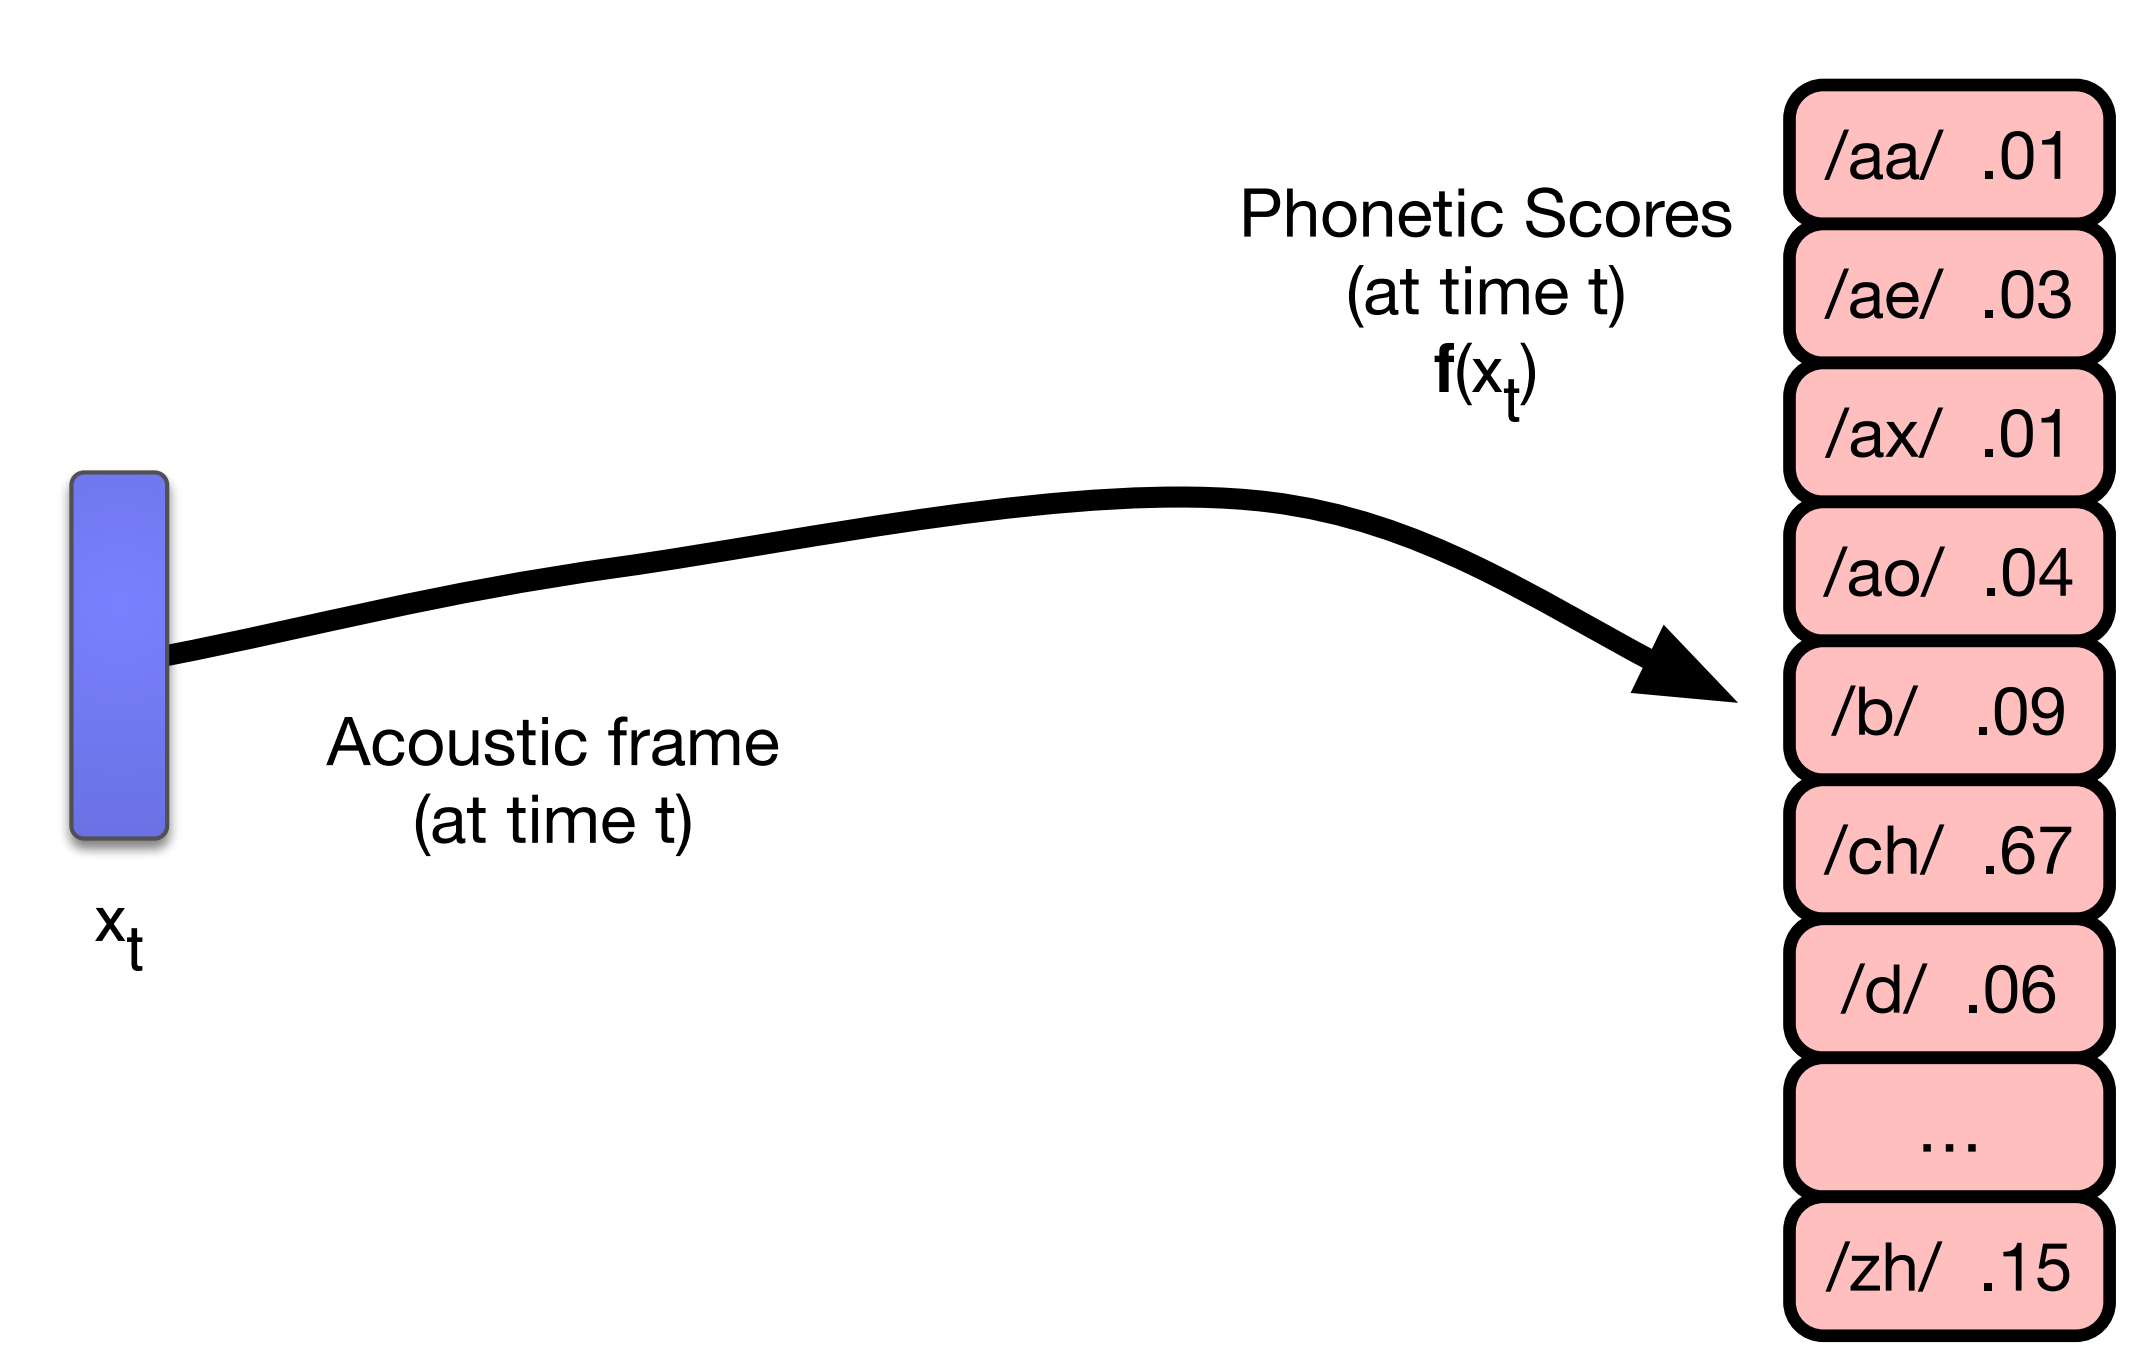 Phonetic Scores
(at time t)
f(xt)
Acoustic frame
(at time t)
xt
/aa/ .01
/ae/ .03
/ax/ .01
/ao/ .04
/b/ .09
/ch/ .67
/d/ .06
...
/zh/ .15